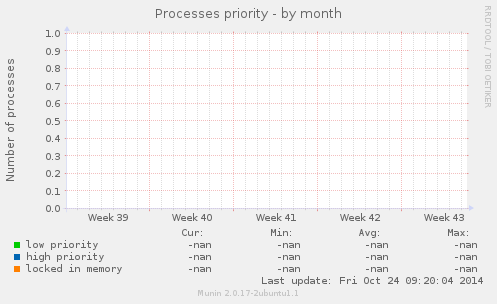 Processes priority - by month
RRDTOOL / TOBI OETIKER
Number of processes
1.0
0.9
0.8
0.7
0.6
0.5
0.4
0.3
0.2
0.1
0.0
Week 39 Week 40 Week 41 Week 42 Week 43
Cur: Min: Avg: Max:
low priority -nan -nan -nan -nan
high priority -nan -nan -nan -nan
locked in memory -nan -nan -nan -nan
Last update: Fri Oct 24 09:20:04 2014
Munin 2.0.17-2ubuntu1.1